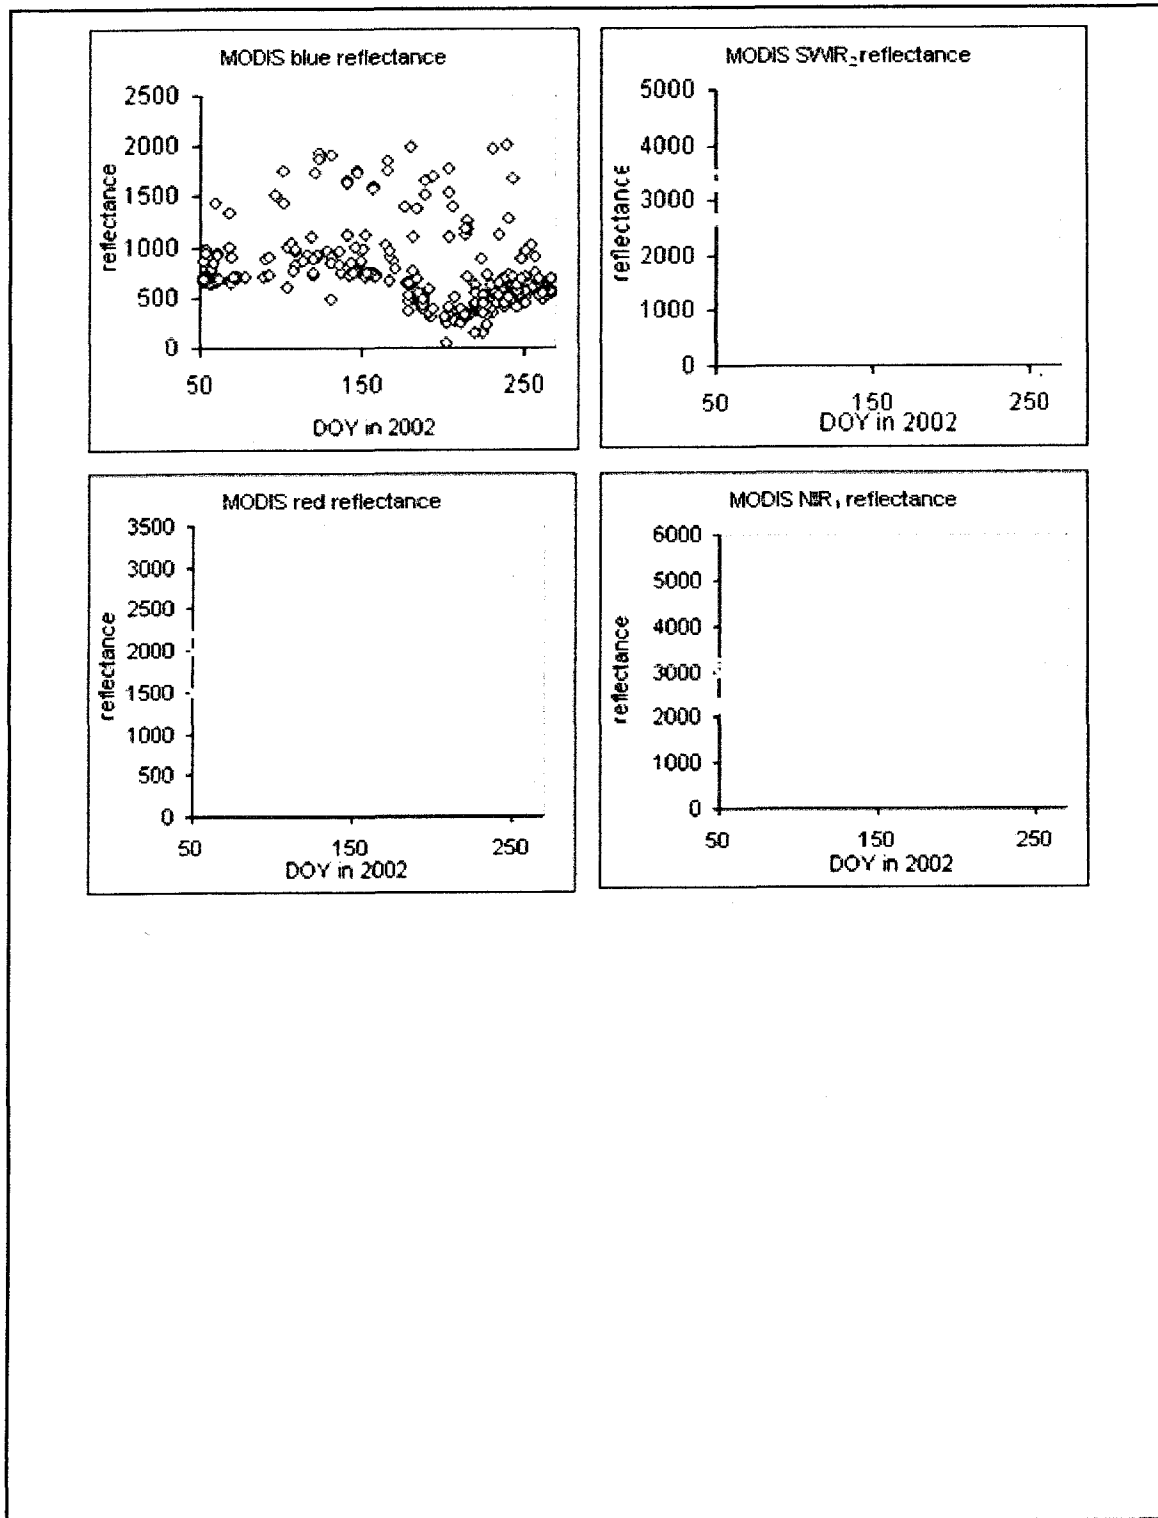 MODIS blue reflectance
2500
2000
1500
1000
500
0
reflectance
50 150 250
DOY in 2002
MODIS SWIR₂ reflectance
5000
4000
3000
2000
1000
0
reflectance
50 150 250
DOY in 2002
MODIS red reflectance
3500
3000
2500
2000
1500
1000
500
0
reflectance
50 150 250
DOY in 2002
MODIS NIR₁ reflectance
6000
5000
4000
3000
2000
1000
0
reflectance
50 150 250
DOY in 2002